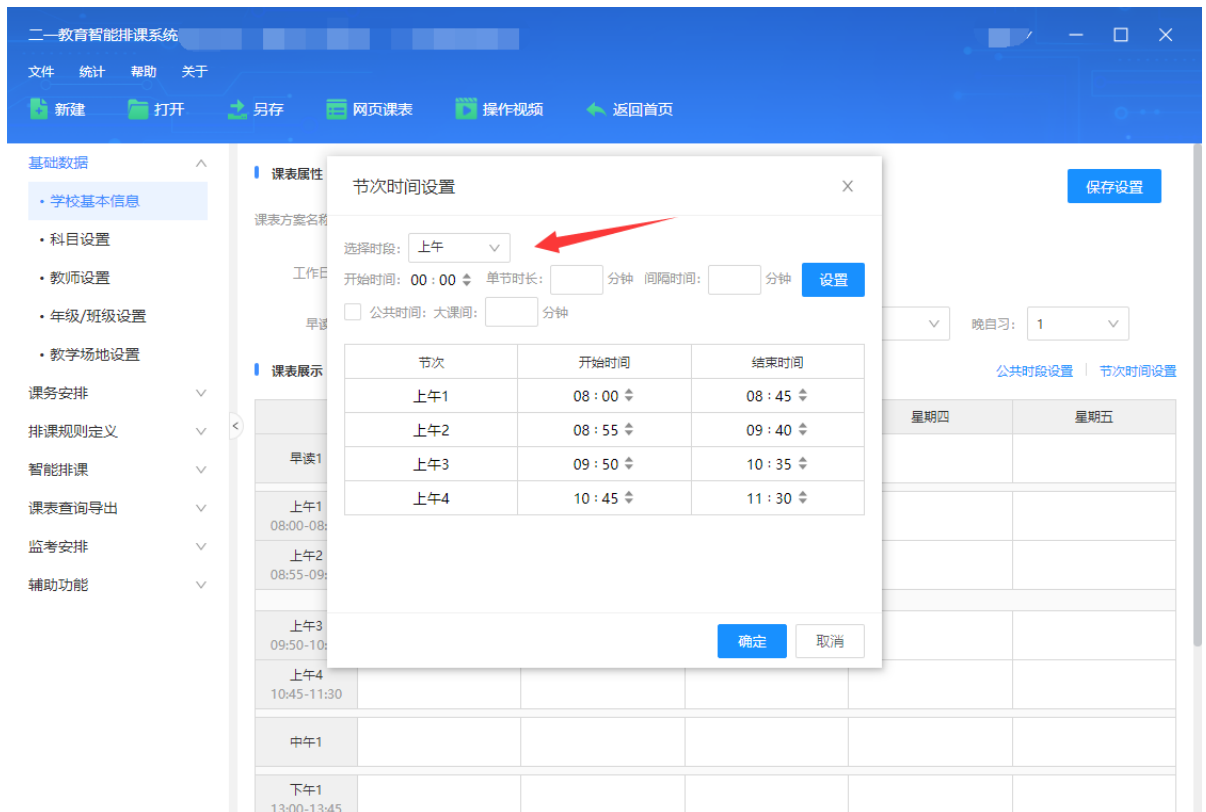 二一教育智能排课系统
文件 统计 帮助 关于
新建 打开 另存 网页课表 操作视频 返回首页
基础数据
·学校基本信息
·科目设置
·教师设置
·年级/班级设置
·教学场地设置
课务安排
排课规则定义
智能排课
课表查询导出
监考安排
辅助功能
课表属性
保存设置
课表方案名称
工作日
早读
晚自习: 1
课表展示
公共时段设置 节次时间设置
星期四 星期五
早读1
上午1
08:00-08:
上午2
08:55-09:
上午3
09:50-10:
上午4
10:45-11:30
中午1
下午1
13:00-13:45
节次时间设置
选择时段: 上午
开始时间: 00:00 单节时长: 分钟 间隔时间: 分钟 设置
公共时间: 大课间: 分钟
节次 开始时间 结束时间
上午1 08:00 08:45
上午2 08:55 09:40
上午3 09:50 10:35
上午4 10:45 11:30
确定 取消